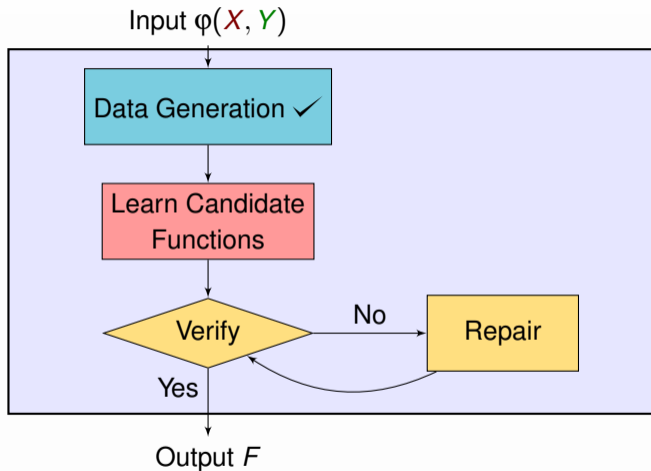 Input φ(X, Y)
Data Generation ✓
Learn Candidate
Functions
Verify
No
Repair
Yes
Output F